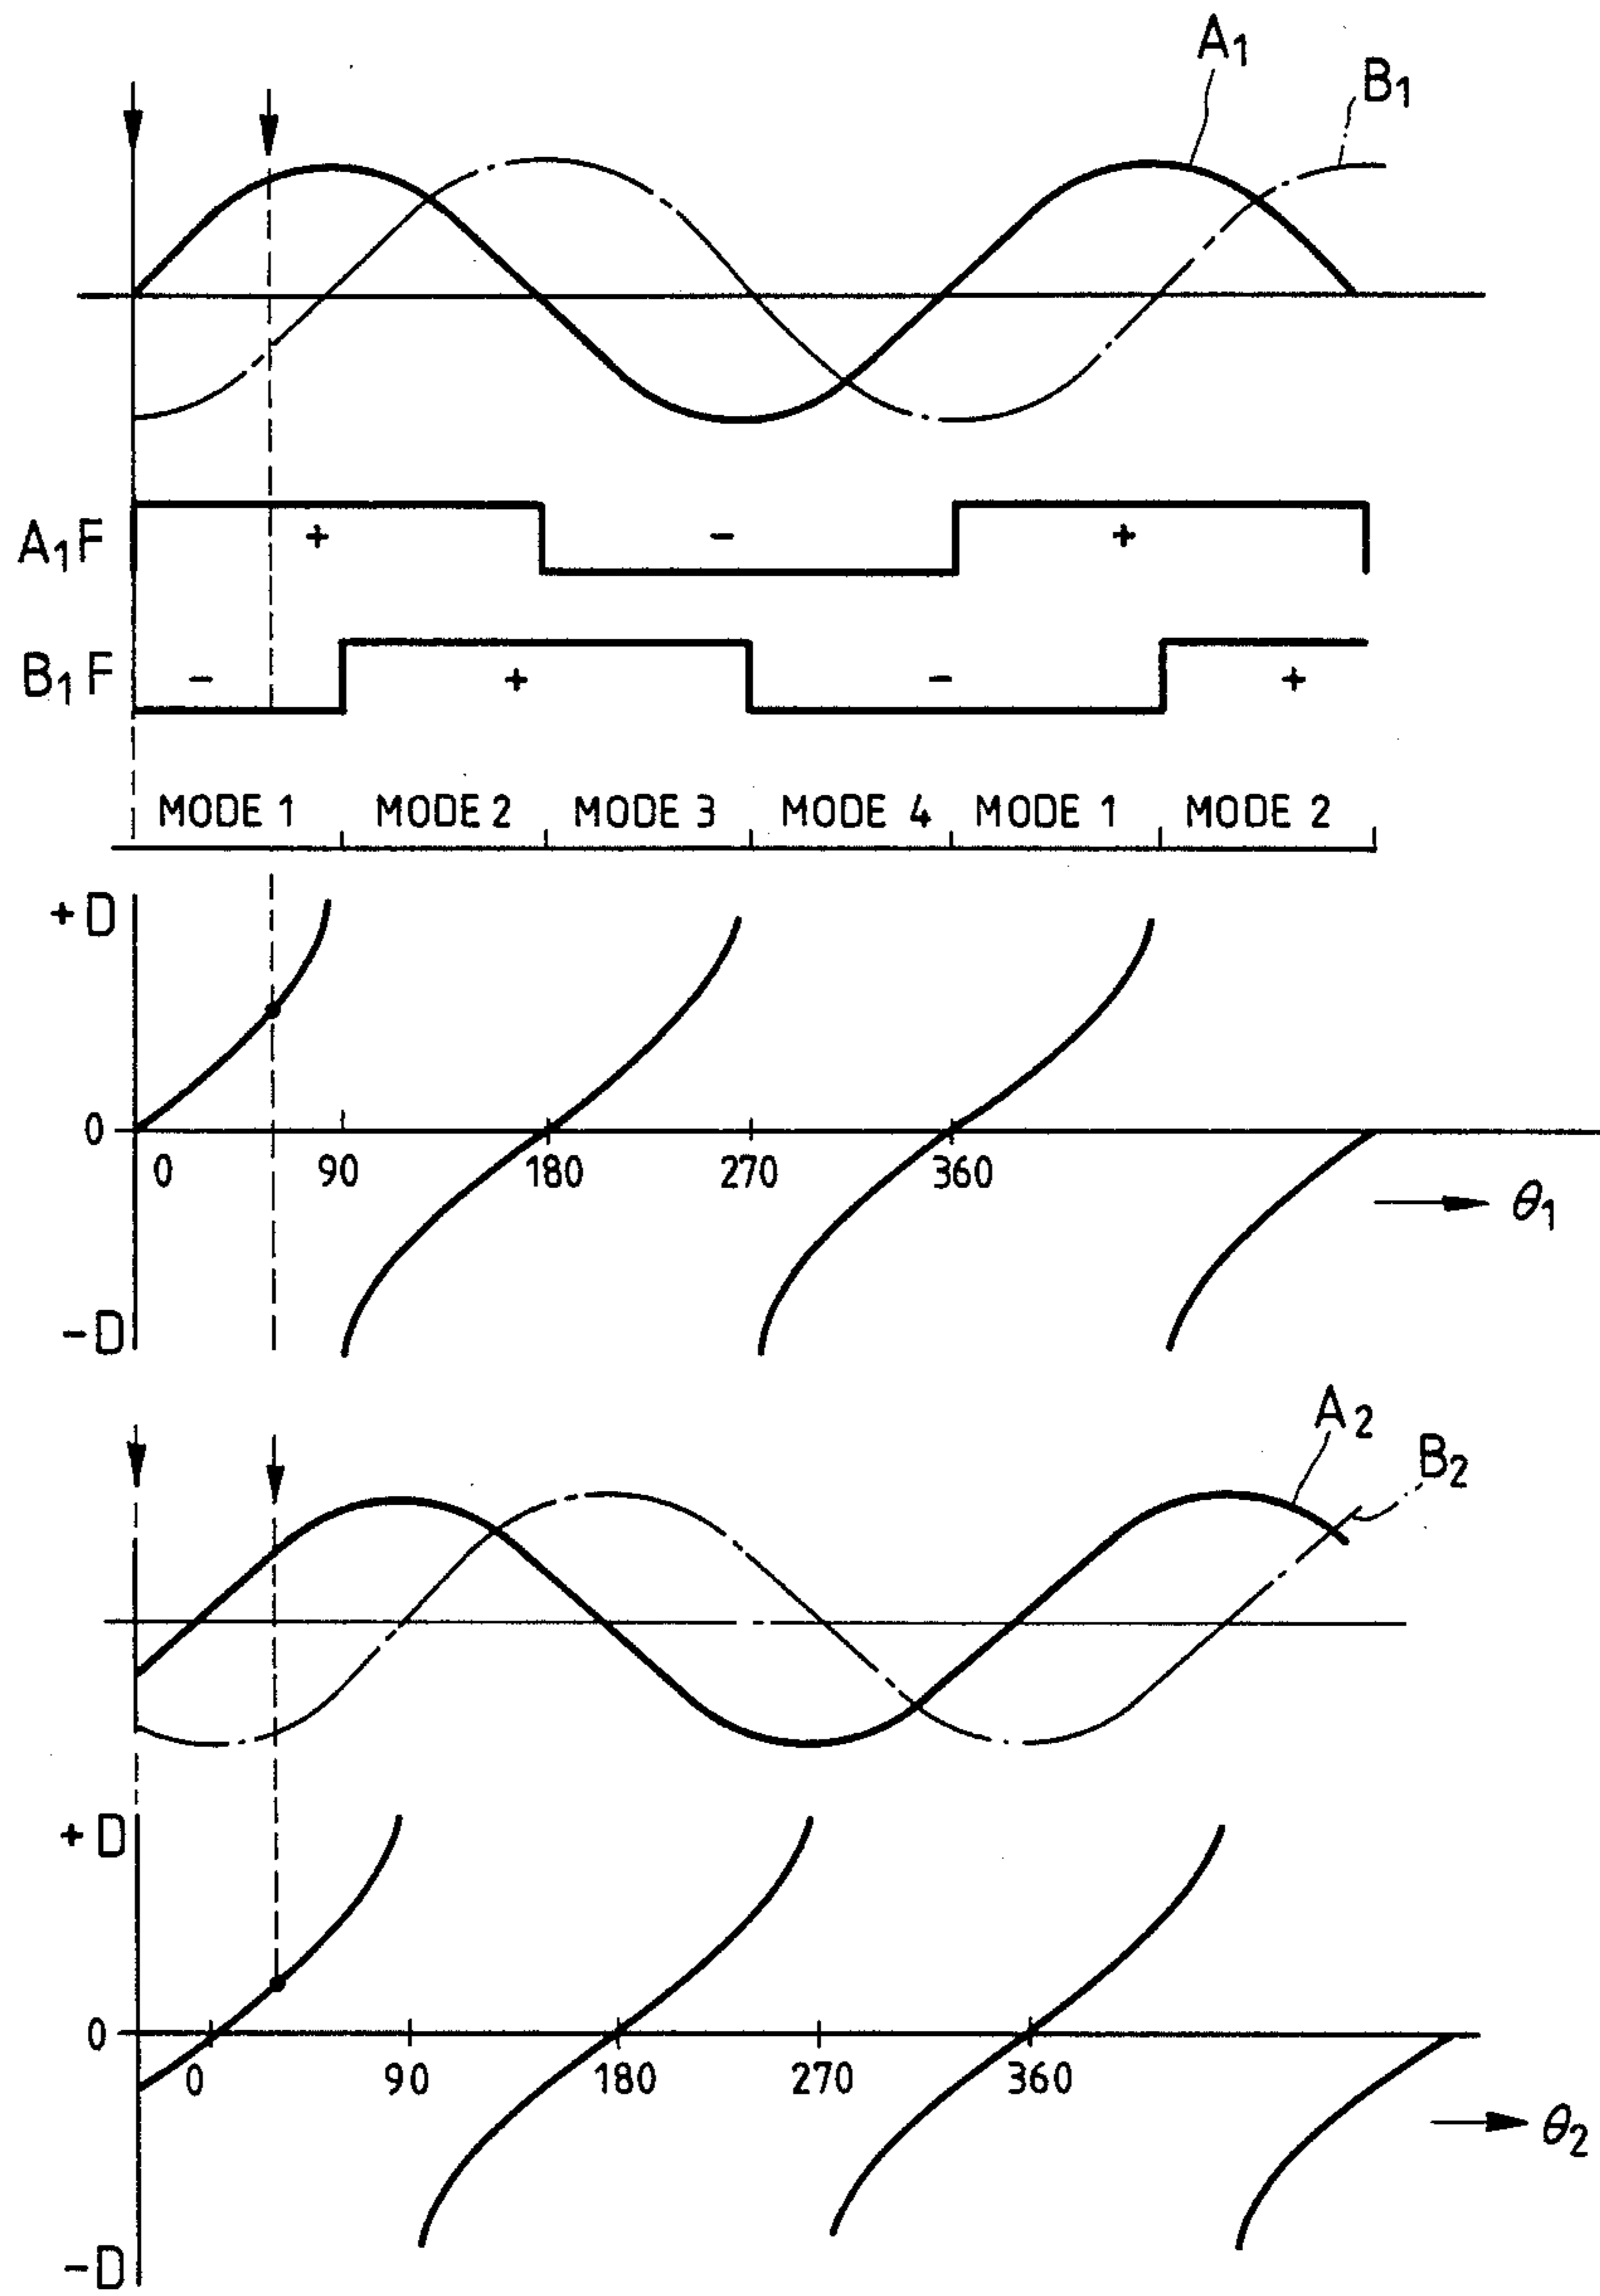 A₁
B₁
A₁F + - +
B₁F - + - +
MODE 1 MODE 2 MODE 3 MODE 4 MODE 1 MODE 2
+D
0
0 90 180 270 360
θ₁
-D
A₂
B₂
+D
0
0 90 180 270 360
θ₂
-D